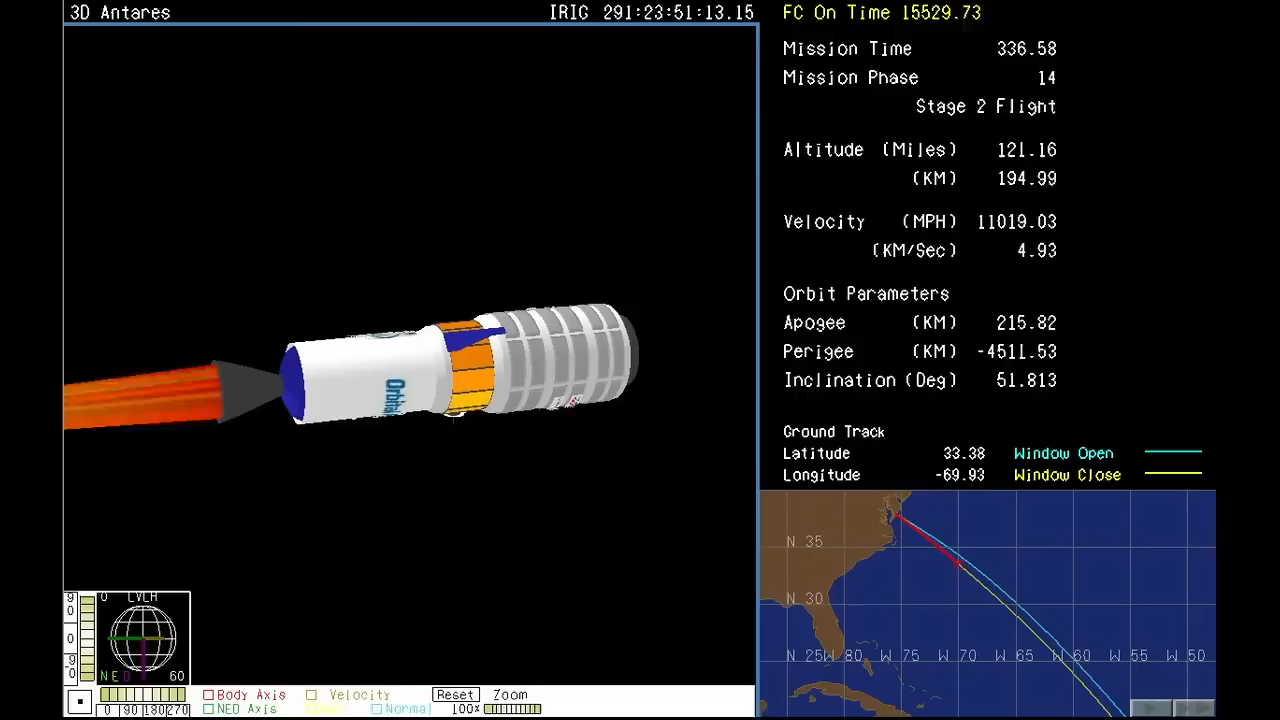 3D Antares
IRIG 291:23:51:13.15
FC On Time 15529.73
Mission Time 336.58
Mission Phase 14
Stage 2 Flight
Altitude (Miles) 121.16
(KM) 194.99
Velocity (MPH) 11019.03
(KM/Sec) 4.93
Orbit Parameters
Apogee (KM) 215.82
Perigee (KM) -4511.53
Inclination (Deg) 51.813
Ground Track
Latitude 33.38 Window Open
Longitude -69.93 Window Close
Orbital
N 35
N 30
N 25 W 80 W 75 W 70 W 65 W 60 W 55 W 50
0 LVLH
N E D 60
90
0
-90
0 90 180 270
Body Axis Velocity Reset Zoom
NED Axis Normal 100%